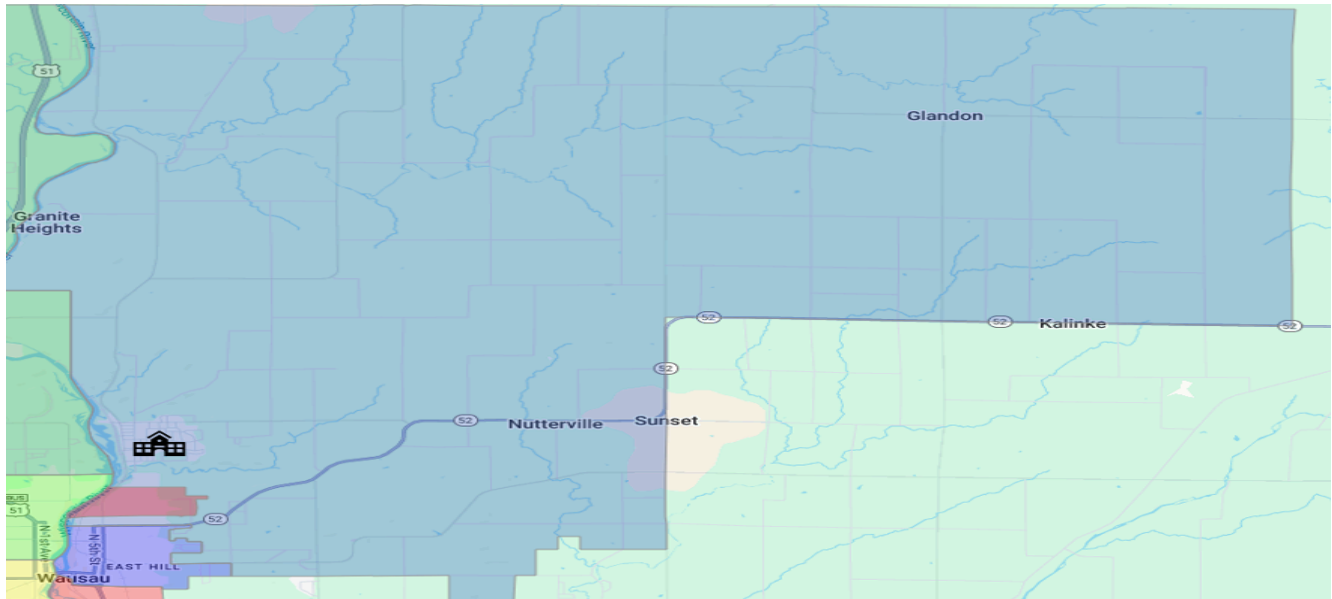 51
Glandon
Granite
Heights
52
52
Kalinke
52
52
52
Nutterville
Sunset
BUS
51
52
N 1st Ave
N 5th St
EAST HILL
Wausau